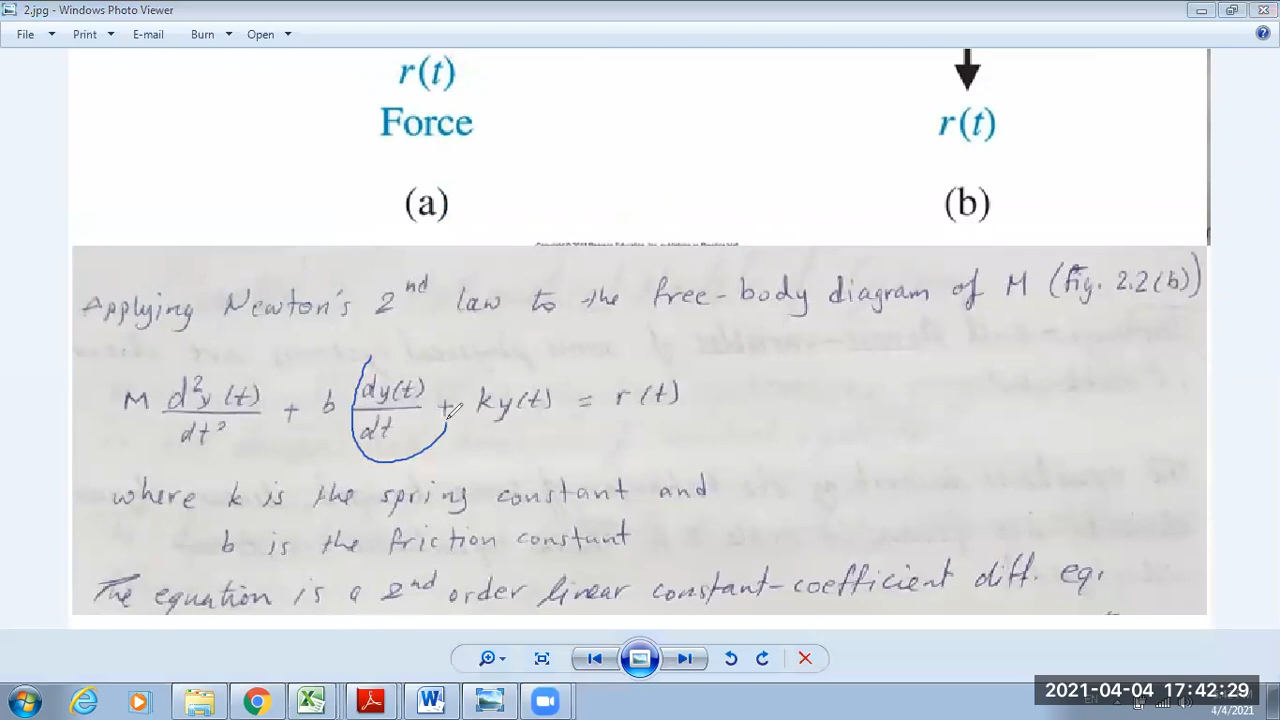 2.jpg - Windows Photo Viewer
File Print E-mail Burn Open
r(t)
Force
r(t)
(a)
(b)
Applying Newton's 2nd law to the free-body diagram of M (Fig. 2.2(b))
M d²y(t)/dt² + b dy(t)/dt + ky(t) = r(t)
where k is the spring constant and
b is the friction constant
The equation is a 2nd order linear constant-coefficient diff. eq.
2021-04-04 17:42:29
EN
4/4/2021